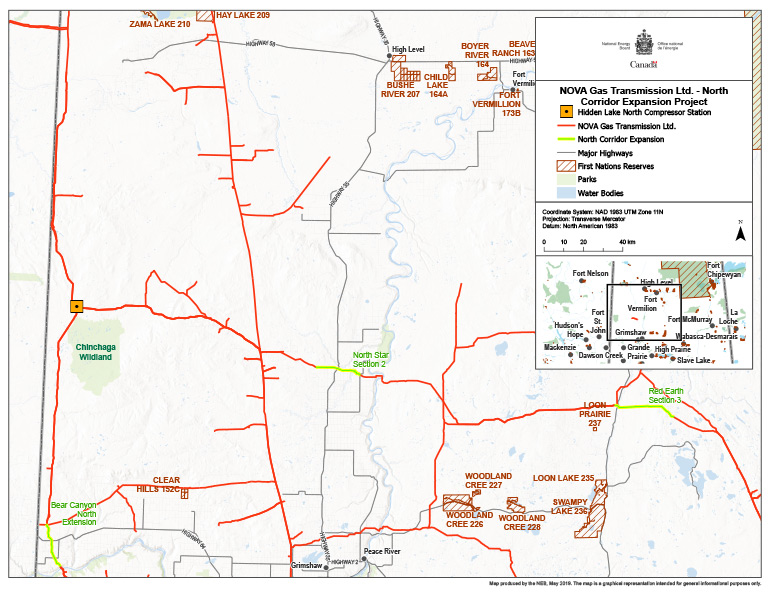 ZAMA LAKE 210
HAY LAKE 209
HIGHWAY 58
HIGHWAY 35
High Level
BUSHE
RIVER 207
CHILD
LAKE
164A
BOYER
RIVER
164
BEAVE
RANCH 163
HIGHWAY 5
Fort
Vermili
FORT
VERMILLION
173B
HIGHWAY 35
Chinchaga
Wildland
North Star
Section 2
Red Earth
Section 3
LOON
PRAIRIE
237
CLEAR
HILLS 152C
Bear Canyon
North
Extension
WOODLAND
CREE 227
WOODLAND
CREE 226
WOODLAND
CREE 228
LOON LAKE 235
SWAMPY
LAKE 236
HIGHWAY 64
Grimshaw
HIGHWAY 2
Peace River
National Energy
Board
Office national
de l'énergie
Canada
NOVA Gas Transmission Ltd. - North
Corridor Expansion Project
Hidden Lake North Compressor Station
NOVA Gas Transmission Ltd.
North Corridor Expansion
Major Highways
First Nations Reserves
Parks
Water Bodies
Coordinate System: NAD 1983 UTM Zone 11N
Projection: Transverse Mercator
Datum: North American 1983
N
0 10 20 40 km
Fort Nelson
High Level
Fort
Chipewyan
Fort
Vermilion
Fort
St.
John
Fort McMurray
La
Loche
Hudson's
Hope
Grimshaw
Wabasca-Desmarais
Mackenzie
Dawson Creek
Grande
Prairie
High Prairie
Slave Lake
Map produced by the NEB, May 2019. The map is a graphical representation intended for general informational purposes only.